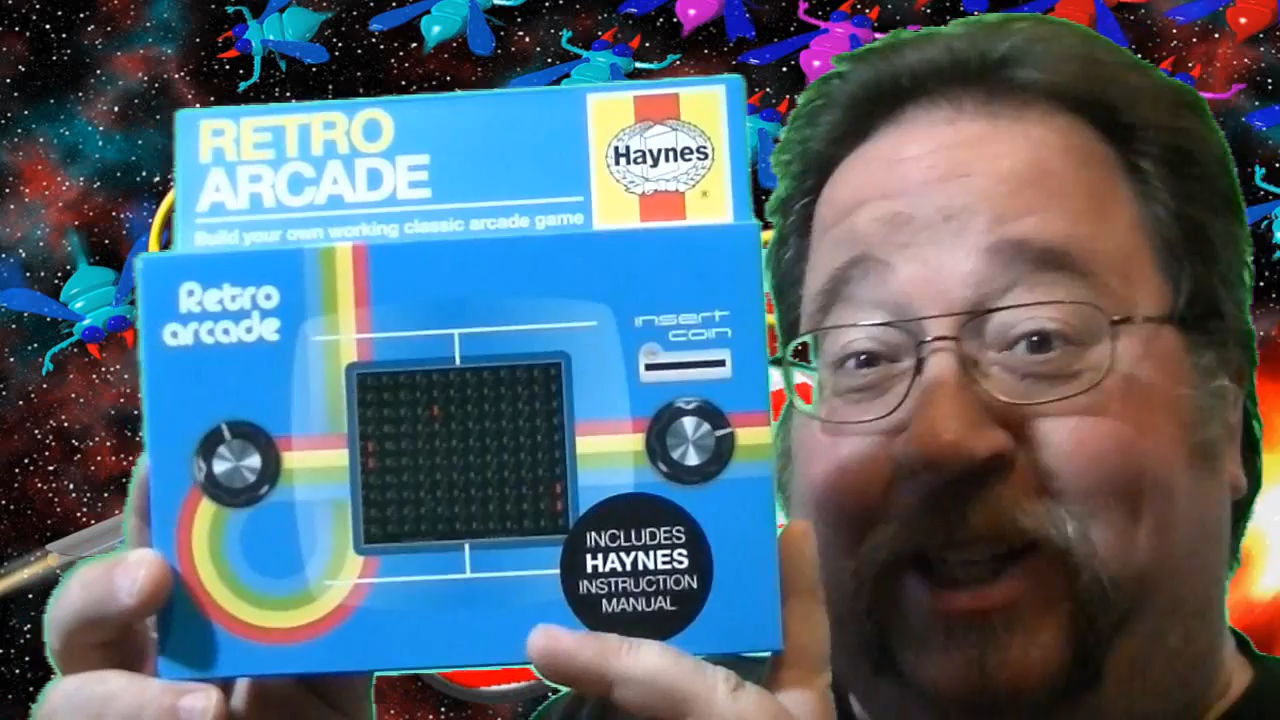 RETRO
ARCADE
Haynes
®
Build your own working classic arcade game
Retro
arcade
insert
coin
INCLUDES
HAYNES
INSTRUCTION
MANUAL